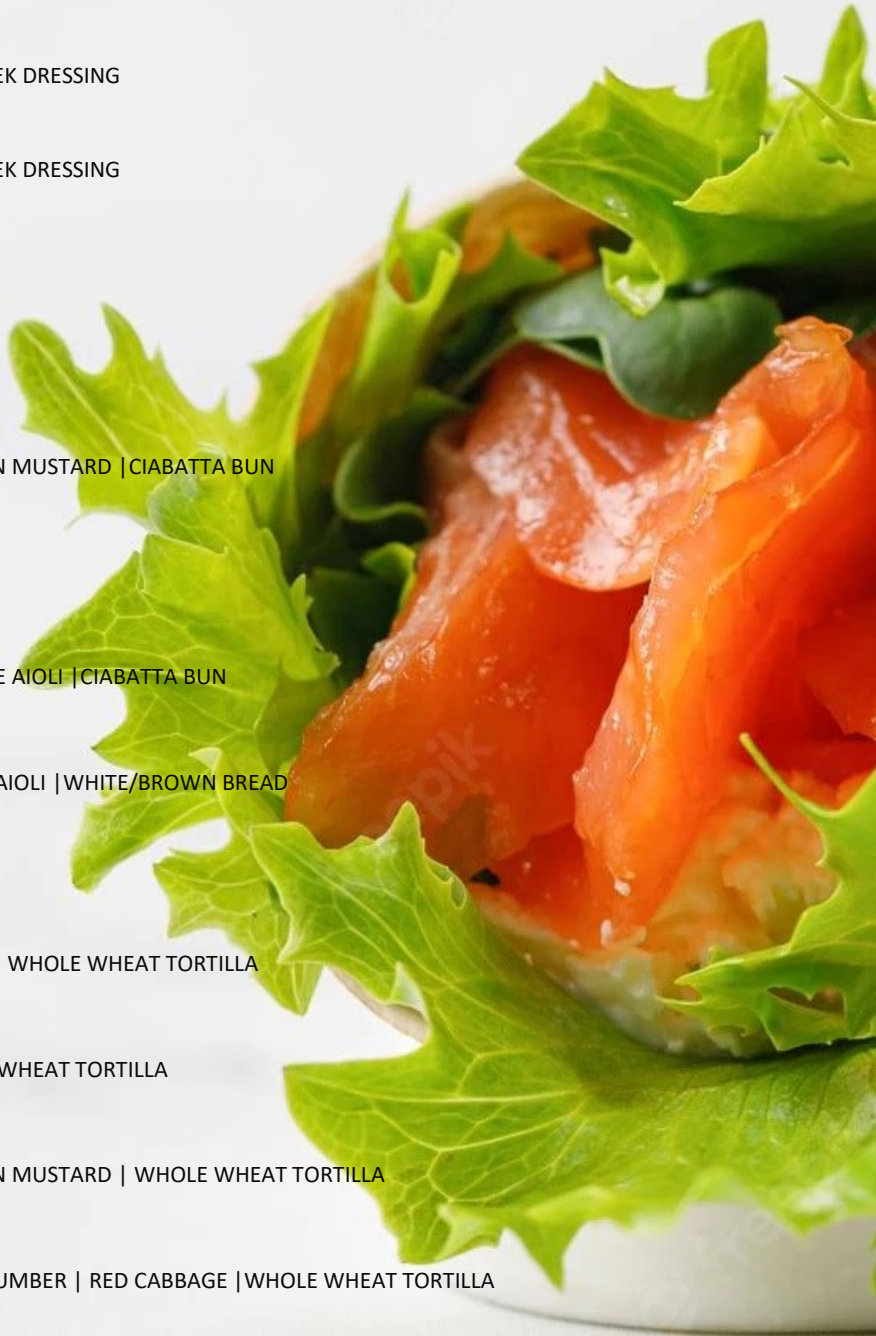 EK DRESSING
EK DRESSING
N MUSTARD |CIABATTA BUN
E AIOLI |CIABATTA BUN
AIOLI |WHITE/BROWN BREAD
WHOLE WHEAT TORTILLA
WHEAT TORTILLA
N MUSTARD | WHOLE WHEAT TORTILLA
UMBER | RED CABBAGE |WHOLE WHEAT TORTILLA